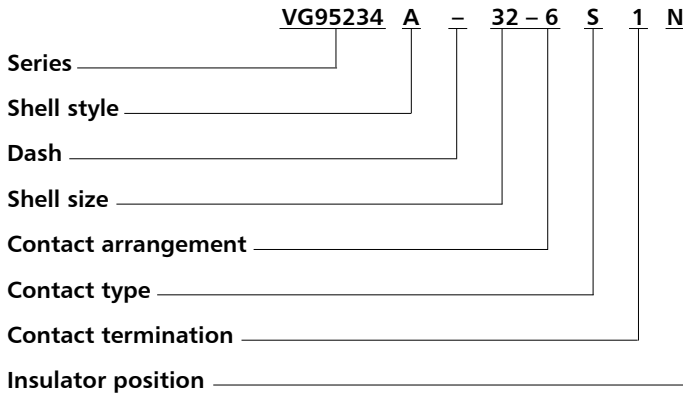 VG95234 A – 32 – 6 S 1 N
Series
Shell style
Dash
Shell size
Contact arrangement
Contact type
Contact termination
Insulator position